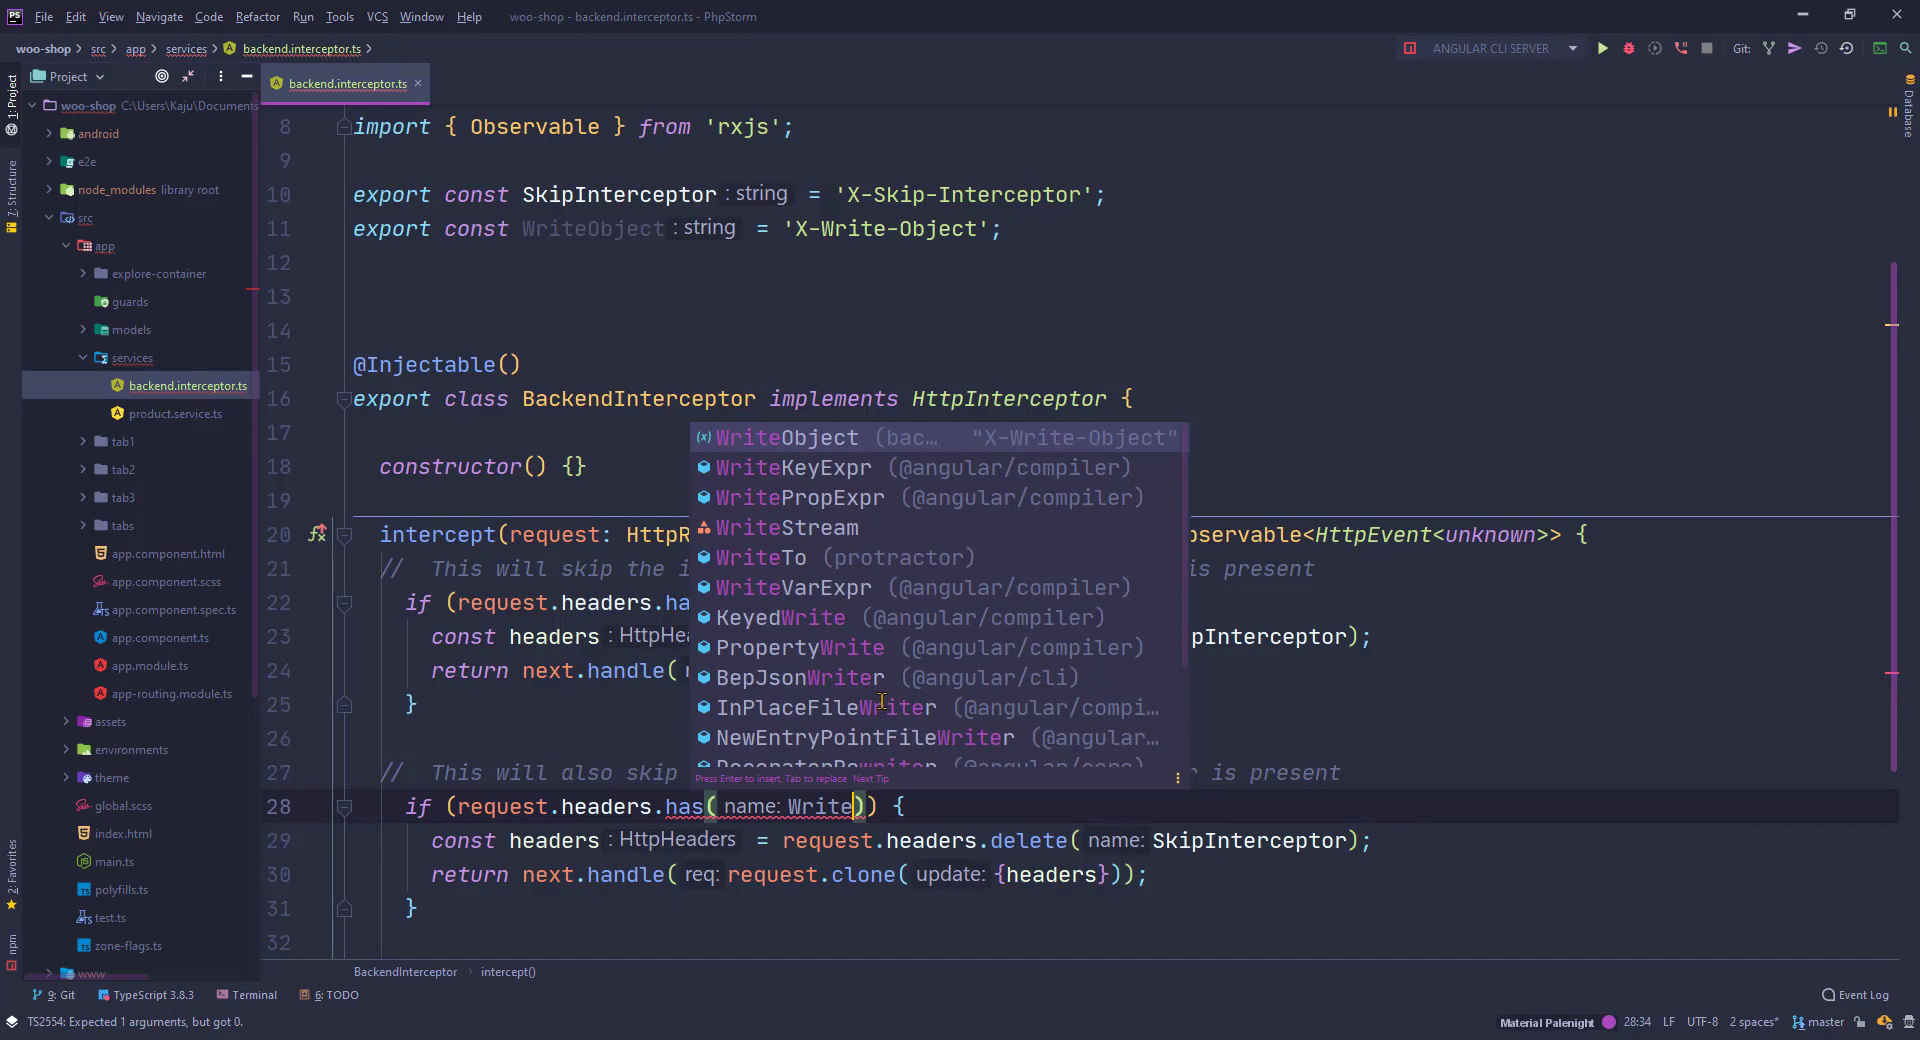 PS File Edit View Navigate Code Refactor Run Tools VCS Window Help woo-shop - backend.interceptor.ts - PhpStorm
woo-shop src app services backend.interceptor.ts ANGULAR CLI SERVER Git:
Project backend.interceptor.ts
1: Project
7: Structure
2: Favorites
npm
Database
woo-shop C:\Users\Kaju\Documents
android
e2e
node_modules library root
src
app
explore-container
guards
models
services
backend.interceptor.ts
product.service.ts
tab1
tab2
tab3
tabs
app.component.html
app.component.scss
app.component.spec.ts
app.component.ts
app.module.ts
app-routing.module.ts
assets
environments
theme
global.scss
index.html
main.ts
polyfills.ts
test.ts
zone-flags.ts
www
8 import { Observable } from 'rxjs';
9
10 export const SkipInterceptor : string = 'X-Skip-Interceptor';
11 export const WriteObject : string = 'X-Write-Object';
12
13
14
15 @Injectable()
16 export class BackendInterceptor implements HttpInterceptor {
17
18 constructor() {}
19
20 intercept(request: HttpR bservable<HttpEvent<unknown>> {
21 // This will skip the i is present
22 if (request.headers.ha
23 const headers : HttpHea pInterceptor);
24 return next.handle( r
25 }
26
27 // This will also skip r is present
28 if (request.headers.has( name: Write)) {
29 const headers : HttpHeaders = request.headers.delete( name: SkipInterceptor);
30 return next.handle( req: request.clone( update: {headers}));
31 }
32
WriteObject (bac… "X-Write-Object"
WriteKeyExpr (@angular/compiler)
WritePropExpr (@angular/compiler)
WriteStream
WriteTo (protractor)
WriteVarExpr (@angular/compiler)
KeyedWrite (@angular/compiler)
PropertyWrite (@angular/compiler)
BepJsonWriter (@angular/cli)
InPlaceFileWriter (@angular/compi…
NewEntryPointFileWriter (@angular…
Press Enter to insert, Tab to replace Next Tip
BackendInterceptor intercept()
9: Git TypeScript 3.8.3 Terminal 6: TODO Event Log
TS2554: Expected 1 arguments, but got 0. Material Palenight 28:34 LF UTF-8 2 spaces* master